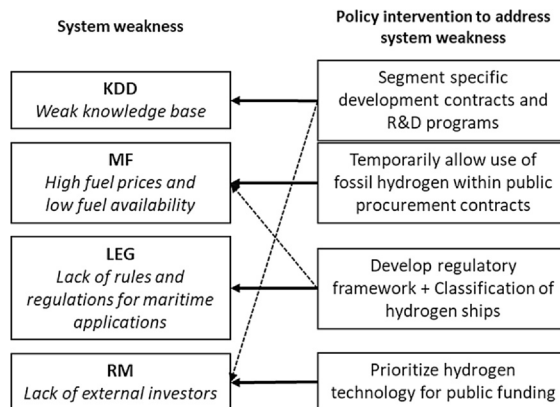 System weakness
Policy intervention to address
system weakness
KDD
Weak knowledge base
Segment specific
development contracts and
R&D programs
MF
High fuel prices and
low fuel availability
Temporarily allow use of
fossil hydrogen within public
procurement contracts
LEG
Lack of rules and
regulations for maritime
applications
Develop regulatory
framework + Classification of
hydrogen ships
RM
Lack of external investors
Prioritize hydrogen
technology for public funding